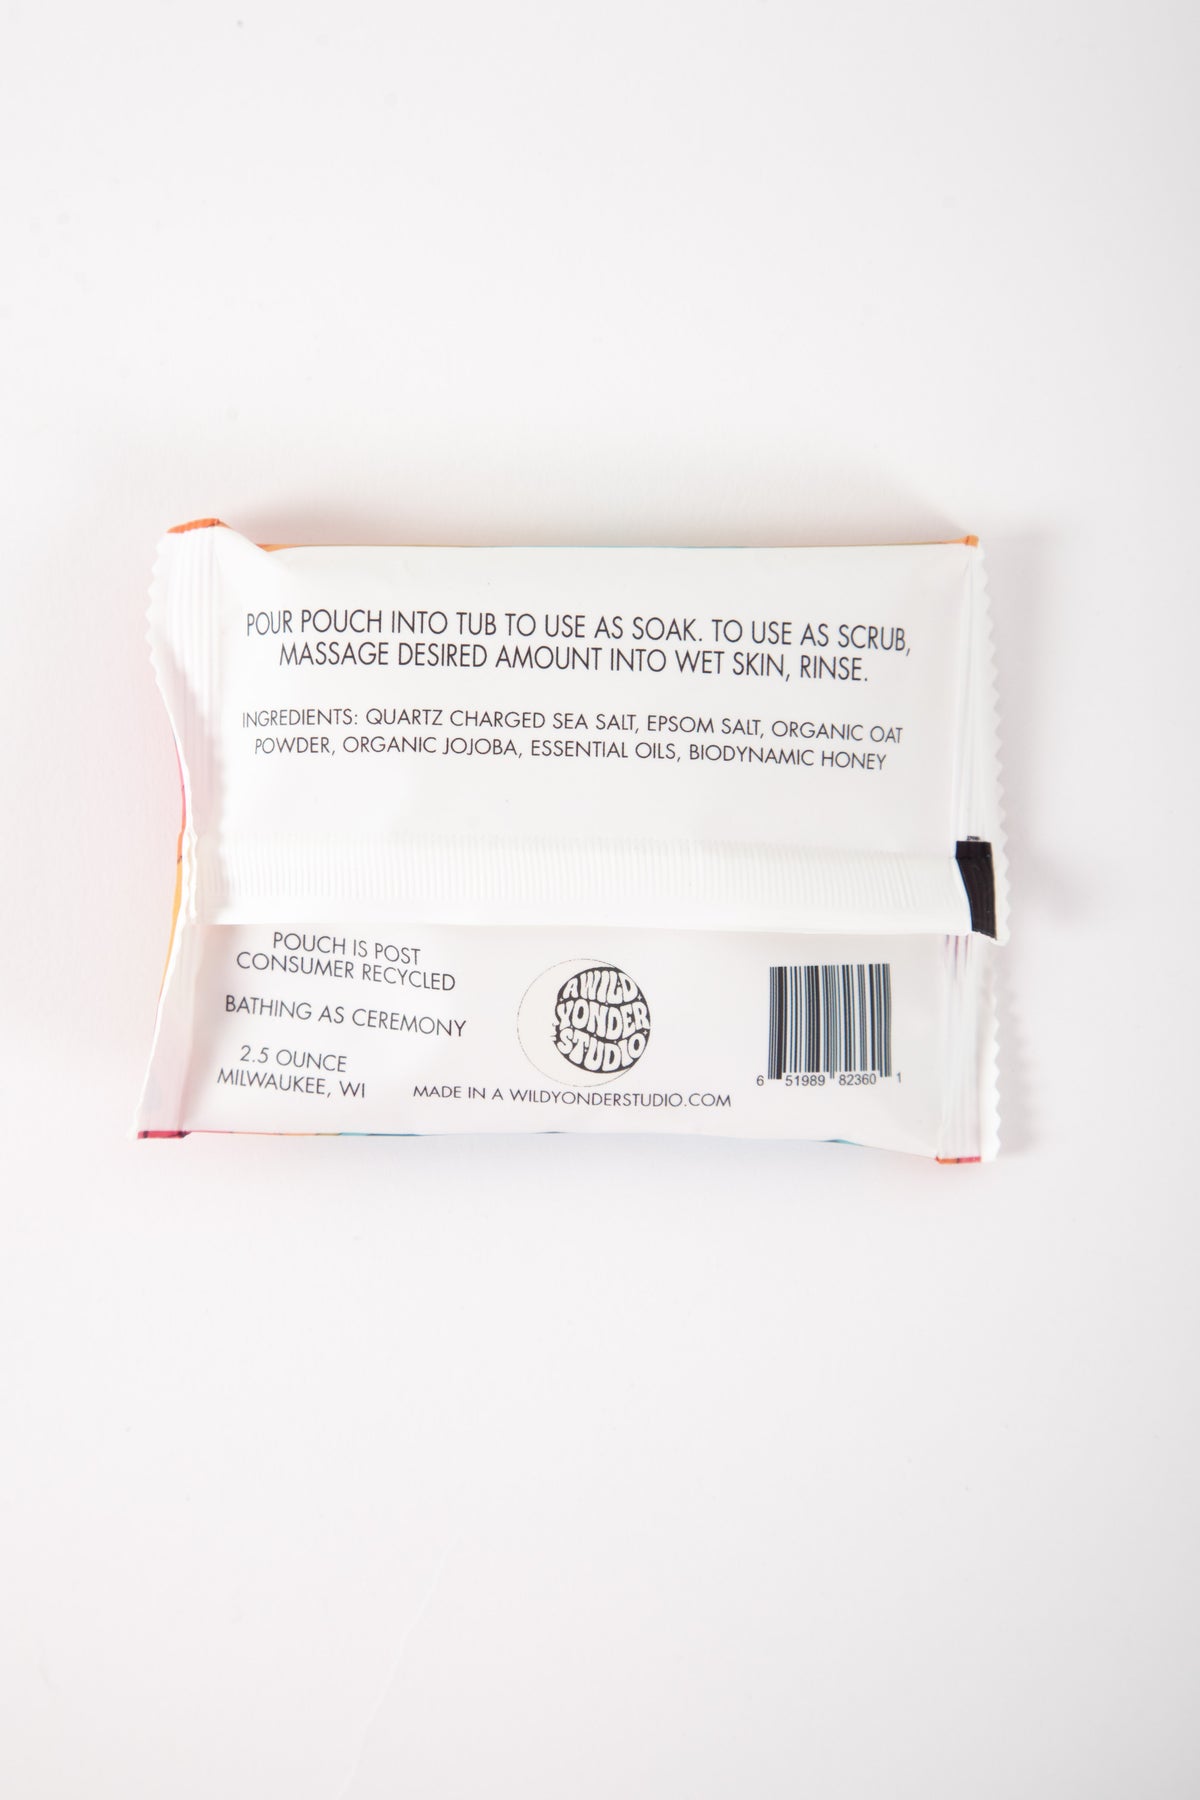 POUR POUCH INTO TUB TO USE AS SOAK. TO USE AS SCRUB,
MASSAGE DESIRED AMOUNT INTO WET SKIN, RINSE.
INGREDIENTS: QUARTZ CHARGED SEA SALT, EPSOM SALT, ORGANIC OAT
POWDER, ORGANIC JOJOBA, ESSENTIAL OILS, BIODYNAMIC HONEY
POUCH IS POST
CONSUMER RECYCLED
BATHING AS CEREMONY
2.5 OUNCE
MILWAUKEE, WI
A WILD
YONDER
STUDIO
MADE IN A WILDYONDERSTUDIO.COM
6 51989 82360 1